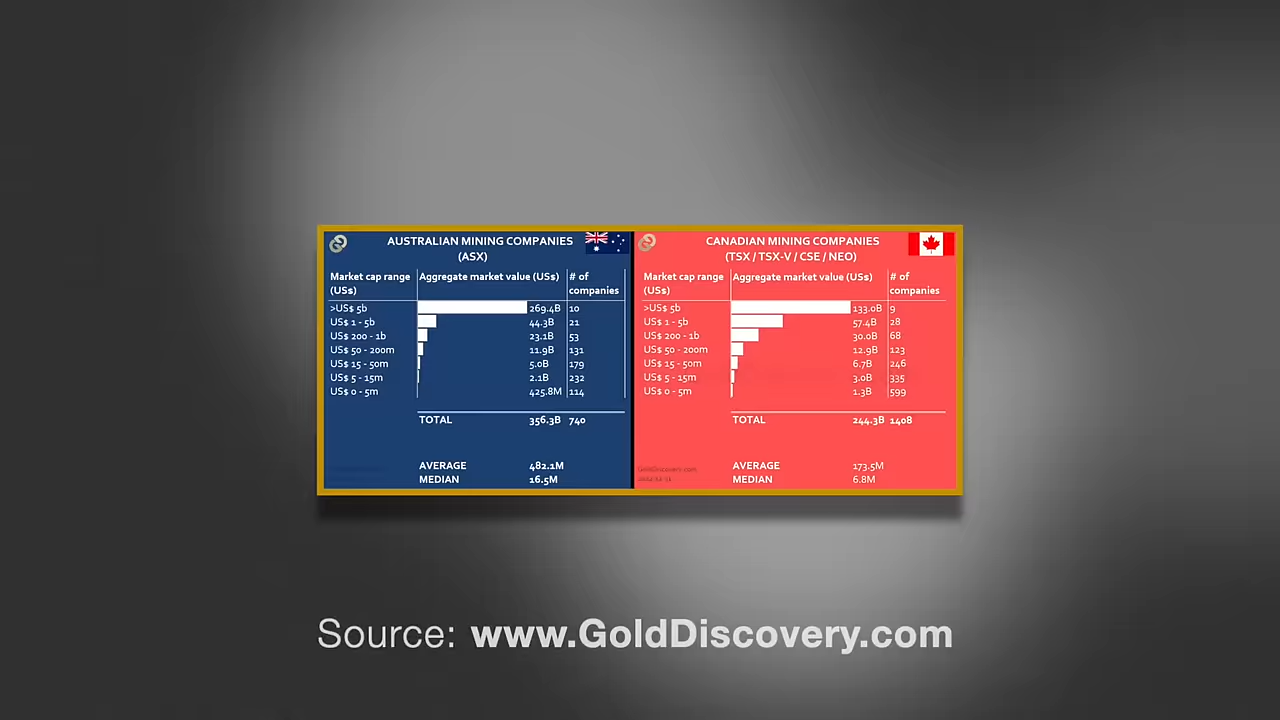 AUSTRALIAN MINING COMPANIES
(ASX)
Market cap range Aggregate market value (US$) # of
(US$) companies
>US$ 5b 269.4B 10
US$ 1 - 5b 44.3B 21
US$ 200 - 1b 23.1B 53
US$ 50 - 200m 11.9B 131
US$ 15 - 50m 5.0B 179
US$ 5 - 15m 2.1B 232
US$ 0 - 5m 425.8M 114
TOTAL 356.3B 740
AVERAGE 482.1M
MEDIAN 16.5M
CANADIAN MINING COMPANIES
(TSX / TSX-V / CSE / NEO)
Market cap range Aggregate market value (US$) # of
(US$) companies
>US$ 5b 133.0B 9
US$ 1 - 5b 57.4B 28
US$ 200 - 1b 30.0B 68
US$ 50 - 200m 12.9B 123
US$ 15 - 50m 6.7B 246
US$ 5 - 15m 3.0B 335
US$ 0 - 5m 1.3B 599
TOTAL 244.3B 1408
AVERAGE 173.5M
MEDIAN 6.8M
GoldDiscovery.com
Source: www.GoldDiscovery.com